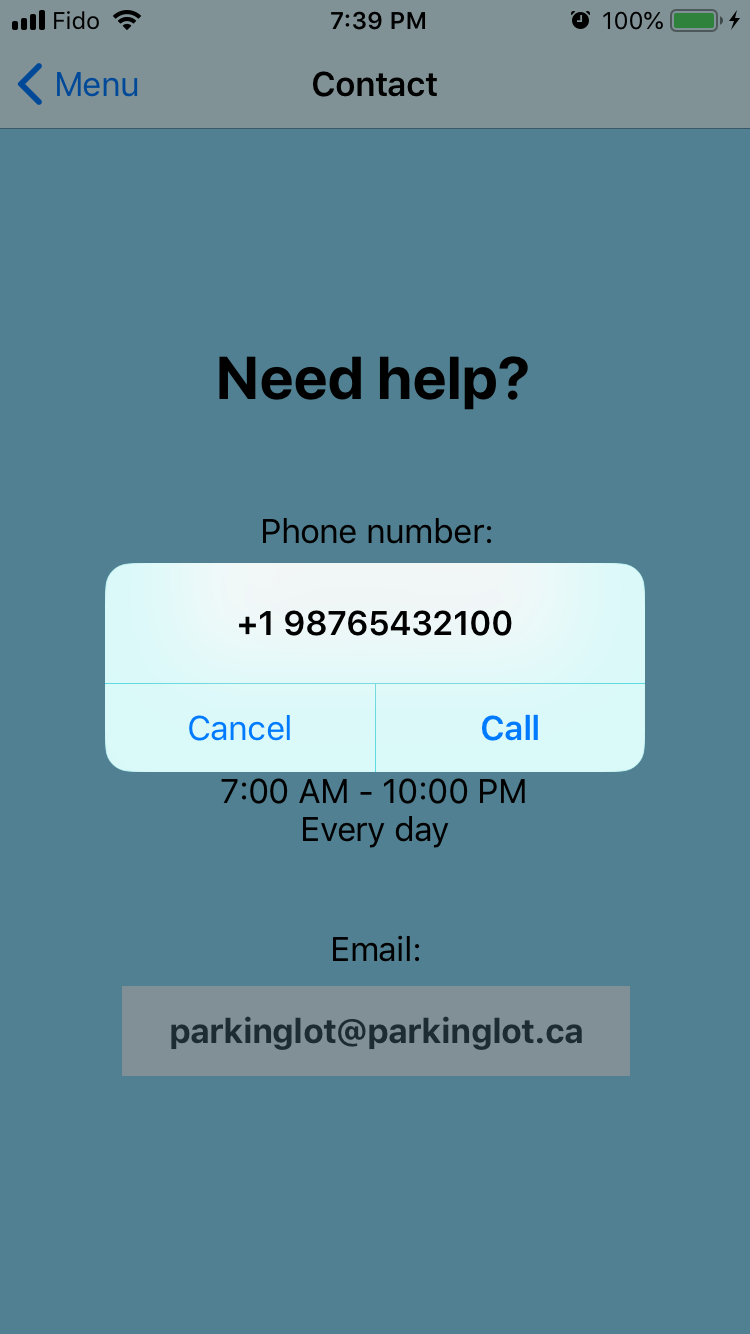 Fido 7:39 PM 100%
Menu Contact
Need help?
Phone number:
+1 98765432100
Cancel Call
7:00 AM - 10:00 PM
Every day
Email:
parkinglot@parkinglot.ca